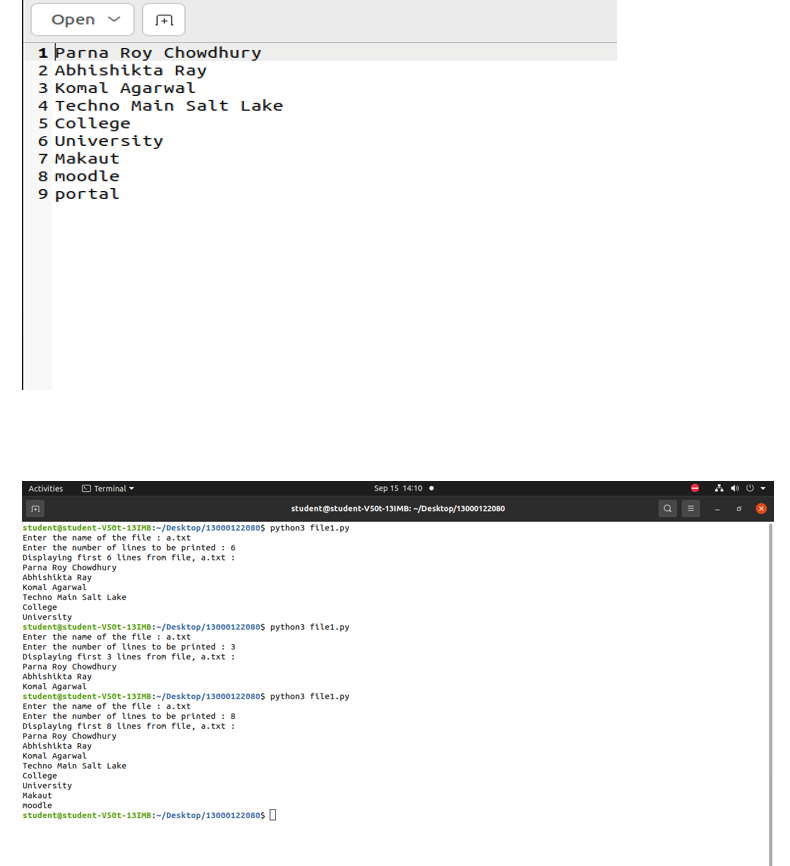 Open
1 Parna Roy Chowdhury
2 Abhishikta Ray
3 Komal Agarwal
4 Techno Main Salt Lake
5 College
6 University
7 Makaut
8 moodle
9 portal
Activities Terminal Sep 15 14:10
student@student-V50t-13IMB: ~/Desktop/13000122080
student@student-V50t-13IMB:~/Desktop/13000122080$ python3 file1.py
Enter the name of the file : a.txt
Enter the number of lines to be printed : 6
Displaying first 6 lines from file, a.txt :
Parna Roy Chowdhury
Abhishikta Ray
Komal Agarwal
Techno Main Salt Lake
College
University
student@student-V50t-13IMB:~/Desktop/13000122080$ python3 file1.py
Enter the name of the file : a.txt
Enter the number of lines to be printed : 3
Displaying first 3 lines from file, a.txt :
Parna Roy Chowdhury
Abhishikta Ray
Komal Agarwal
student@student-V50t-13IMB:~/Desktop/13000122080$ python3 file1.py
Enter the name of the file : a.txt
Enter the number of lines to be printed : 8
Displaying first 8 lines from file, a.txt :
Parna Roy Chowdhury
Abhishikta Ray
Komal Agarwal
Techno Main Salt Lake
College
University
Makaut
moodle
student@student-V50t-13IMB:~/Desktop/13000122080$